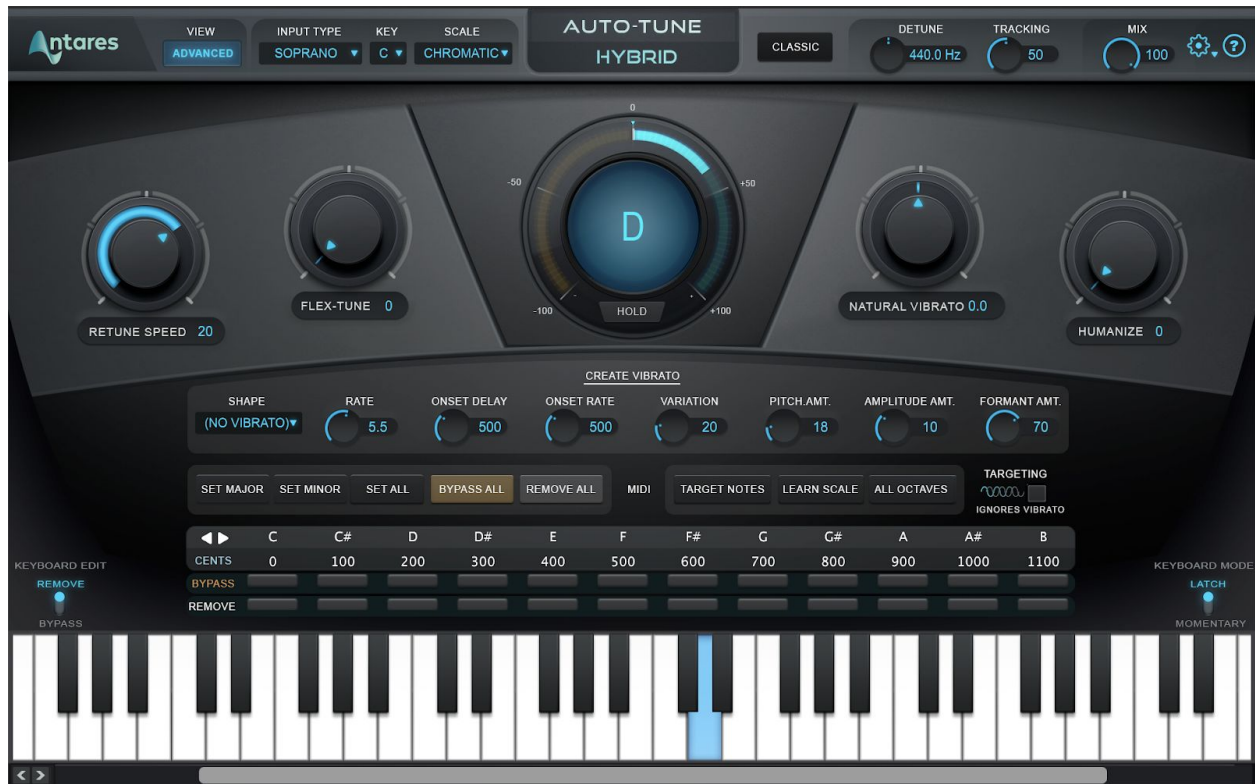 Antares
VIEW
ADVANCED
INPUT TYPE KEY SCALE
SOPRANO C CHROMATIC
AUTO-TUNE
HYBRID
CLASSIC
DETUNE TRACKING MIX
440.0 Hz 50 100 ?
0
-50 +50
D
-100 +100
- .
HOLD
RETUNE SPEED 20
FLEX-TUNE 0
NATURAL VIBRATO 0.0
HUMANIZE 0
CREATE VIBRATO
SHAPE RATE ONSET DELAY ONSET RATE VARIATION PITCH.AMT. AMPLITUDE AMT. FORMANT AMT.
(NO VIBRATO) 5.5 500 500 20 18 10 70
SET MAJOR SET MINOR SET ALL BYPASS ALL REMOVE ALL MIDI TARGET NOTES LEARN SCALE ALL OCTAVES
TARGETING
IGNORES VIBRATO
C C# D D# E F F# G G# A A# B
CENTS 0 100 200 300 400 500 600 700 800 900 1000 1100
BYPASS
REMOVE
KEYBOARD EDIT
REMOVE
BYPASS
KEYBOARD MODE
LATCH
MOMENTARY